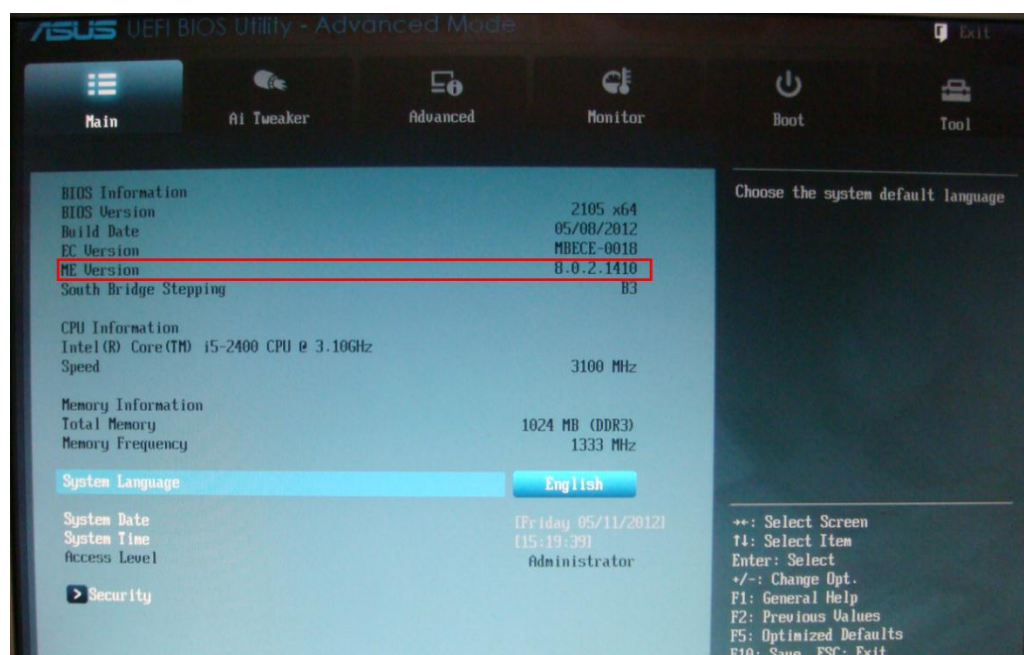 ASUS UEFI BIOS Utility - Advanced Mode
Exit
Main
Ai Tweaker
Advanced
Monitor
Boot
Tool
BIOS Information
BIOS Version 2105 x64
Build Date 05/08/2012
EC Version MBECE-0018
ME Version 8.0.2.1410
South Bridge Stepping B3
CPU Information
Intel(R) Core(TM) i5-2400 CPU @ 3.10GHz
Speed 3100 MHz
Memory Information
Total Memory 1024 MB (DDR3)
Memory Frequency 1333 MHz
System Language English
System Date [Friday 05/11/2012]
System Time [15:19:39]
Access Level Administrator
> Security
Choose the system default language
→←: Select Screen
↑↓: Select Item
Enter: Select
+/-: Change Opt.
F1: General Help
F2: Previous Values
F5: Optimized Defaults
F10: Save ESC: Exit